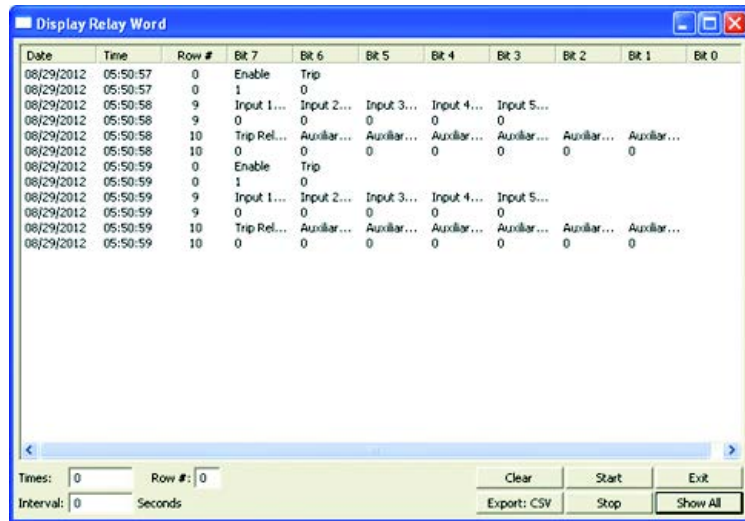 Display Relay Word
Date Time Row # Bit 7 Bit 6 Bit 5 Bit 4 Bit 3 Bit 2 Bit 1 Bit 0
08/29/2012 05:50:57 0 Enable Trip
08/29/2012 05:50:57 0 1 0
08/29/2012 05:50:58 9 Input 1... Input 2... Input 3... Input 4... Input 5...
08/29/2012 05:50:58 9 0 0 0 0 0
08/29/2012 05:50:58 10 Trip Rel... Auxiliar... Auxiliar... Auxiliar... Auxiliar... Auxiliar... Auxiliar...
08/29/2012 05:50:58 10 0 0 0 0 0 0 0
08/29/2012 05:50:59 0 Enable Trip
08/29/2012 05:50:59 0 1 0
08/29/2012 05:50:59 9 Input 1... Input 2... Input 3... Input 4... Input 5...
08/29/2012 05:50:59 9 0 0 0 0 0
08/29/2012 05:50:59 10 Trip Rel... Auxiliar... Auxiliar... Auxiliar... Auxiliar... Auxiliar... Auxiliar...
08/29/2012 05:50:59 10 0 0 0 0 0 0 0
Times: 0 Row #: 0 Clear Start Exit
Interval: 0 Seconds Export: CSV Stop Show All